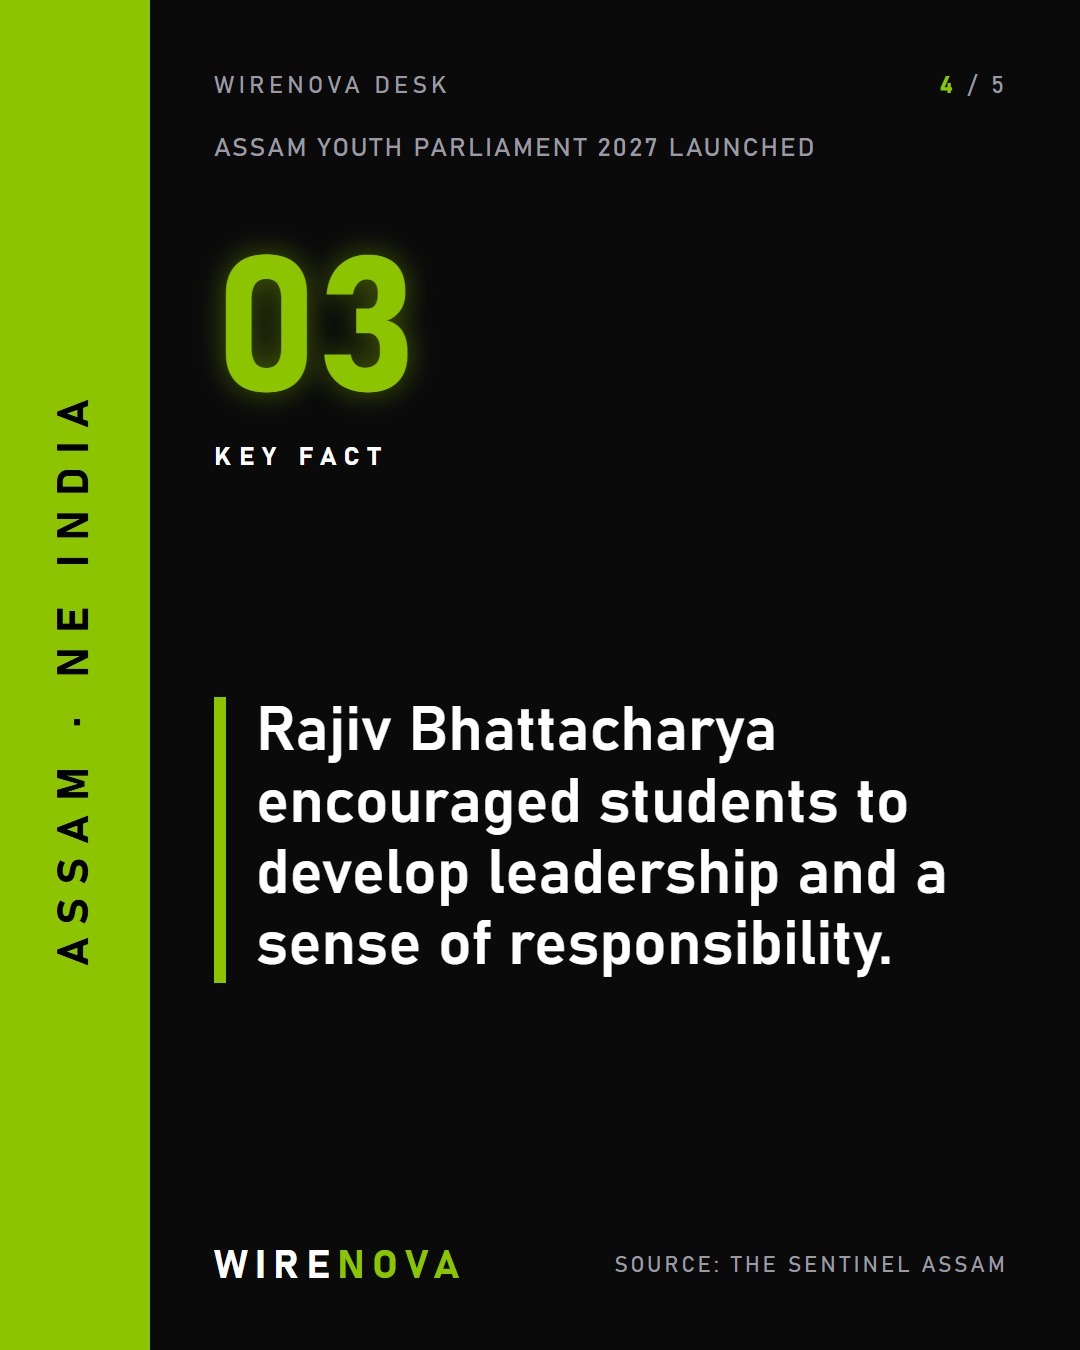 WIRENOVA DESK
4 / 5
ASSAM YOUTH PARLIAMENT 2027 LAUNCHED
03
KEY FACT
ASSAM · NE INDIA
Rajiv Bhattacharya
encouraged students to
develop leadership and a
sense of responsibility.
WIRENOVA
SOURCE: THE SENTINEL ASSAM